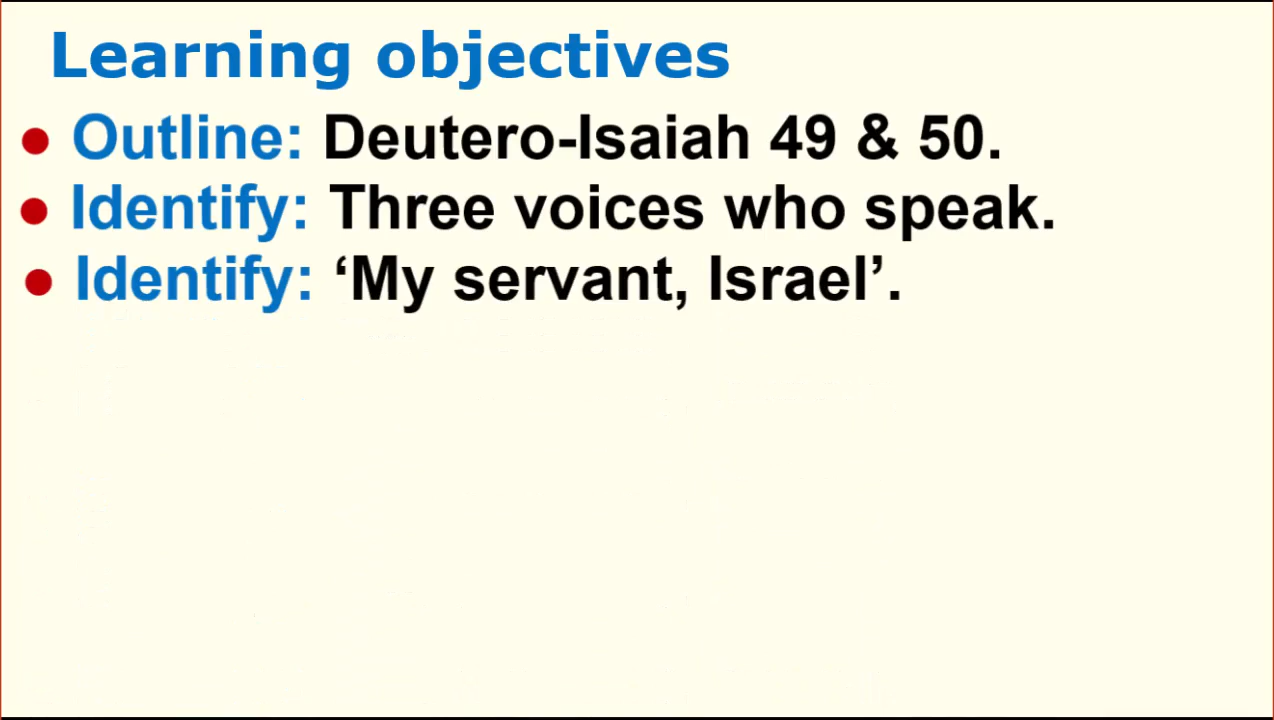 Learning objectives
● Outline: Deutero-Isaiah 49 & 50.
● Identify: Three voices who speak.
● Identify: ‘My servant, Israel’.